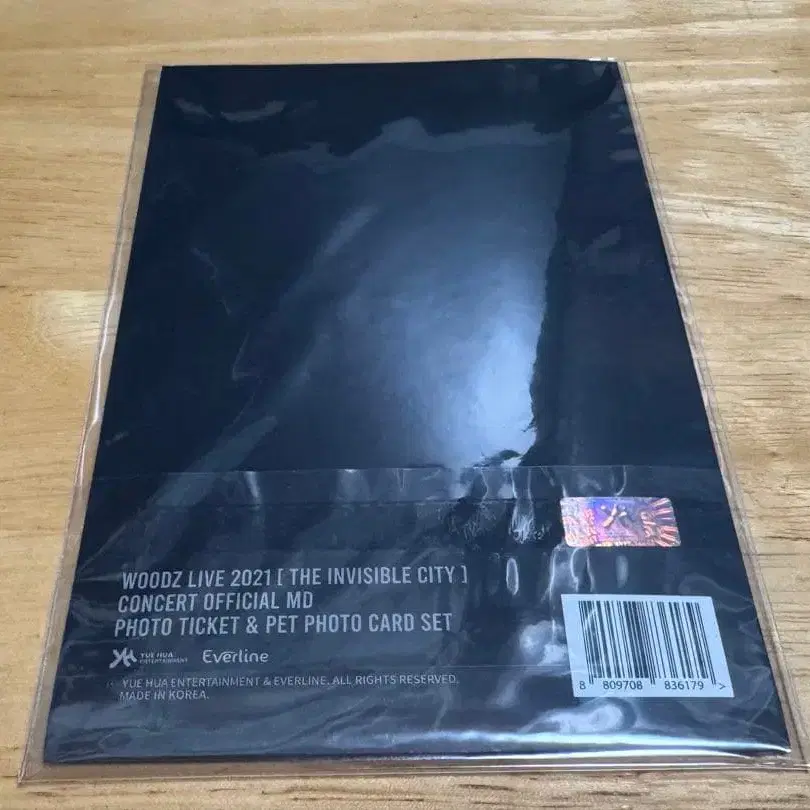 WOODZ LIVE 2021 [ THE INVISIBLE CITY ]
CONCERT OFFICIAL MD
PHOTO TICKET & PET PHOTO CARD SET
YUE HUA ENTERTAINMENT Everline
YUE HUA ENTERTAINMENT & EVERLINE. ALL RIGHTS RESERVED.
MADE IN KOREA.
8 809708 836179 >